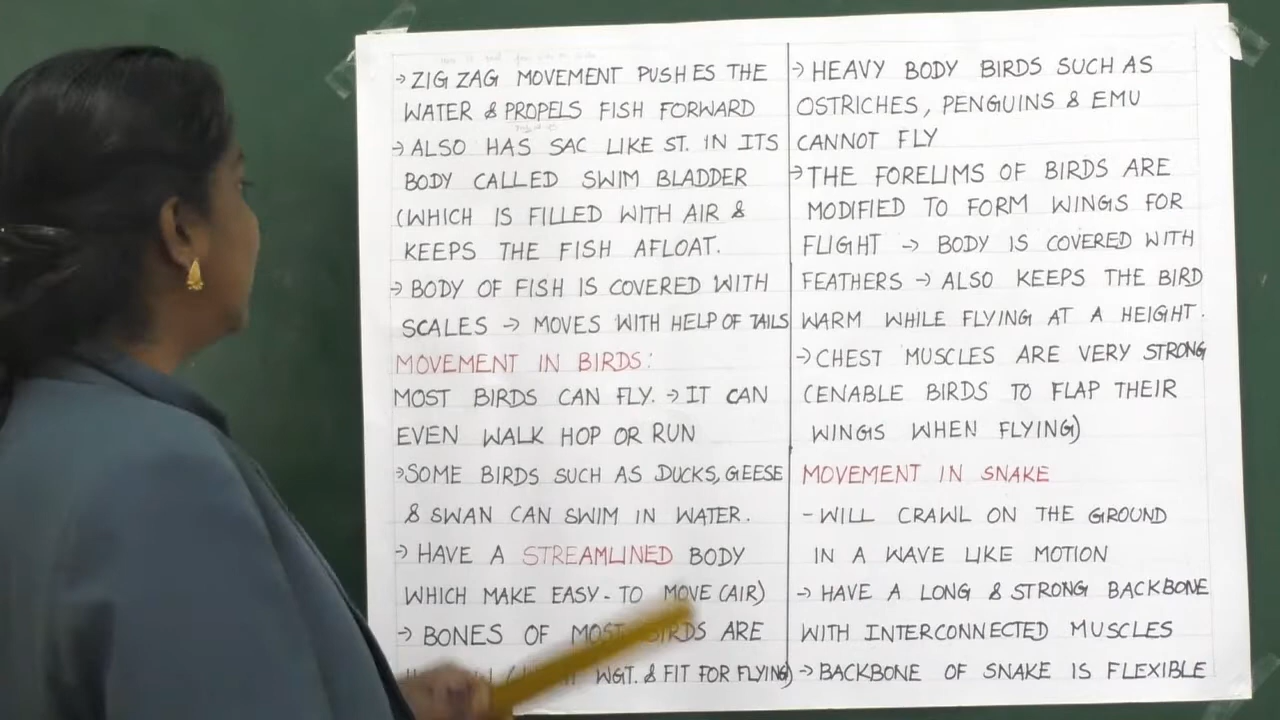 → ZIG ZAG MOVEMENT PUSHES THE
WATER & PROPELS FISH FORWARD
→ ALSO HAS SAC LIKE ST. IN ITS
BODY CALLED SWIM BLADDER
(WHICH IS FILLED WITH AIR &
KEEPS THE FISH AFLOAT.
→ BODY OF FISH IS COVERED WITH
SCALES → MOVES WITH HELP OF TAILS
MOVEMENT IN BIRDS:
MOST BIRDS CAN FLY. → IT CAN
EVEN WALK HOP OR RUN
→ SOME BIRDS SUCH AS DUCKS, GEESE
& SWAN CAN SWIM IN WATER.
→ HAVE A STREAMLINED BODY
WHICH MAKE EASY - TO MOVE (AIR)
→ BONES OF MOST BIRDS ARE
WGT. & FIT FOR FLYING)
→ HEAVY BODY BIRDS SUCH AS
OSTRICHES, PENGUINS & EMU
CANNOT FLY
→ THE FORELIMS OF BIRDS ARE
MODIFIED TO FORM WINGS FOR
FLIGHT → BODY IS COVERED WITH
FEATHERS → ALSO KEEPS THE BIRD
WARM WHILE FLYING AT A HEIGHT.
→ CHEST MUSCLES ARE VERY STRONG
(ENABLE BIRDS TO FLAP THEIR
WINGS WHEN FLYING)
MOVEMENT IN SNAKE
- WILL CRAWL ON THE GROUND
IN A WAVE LIKE MOTION
→ HAVE A LONG & STRONG BACKBONE
WITH INTERCONNECTED MUSCLES
→ BACKBONE OF SNAKE IS FLEXIBLE